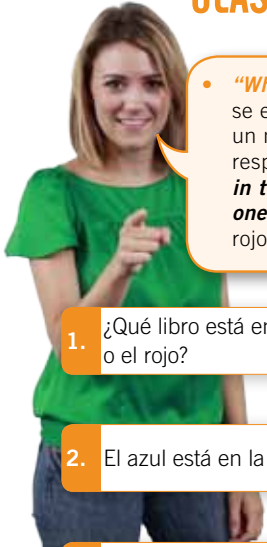 • "Wh
se e
un r
resp
in t
one
rojo
1. ¿Qué libro está en
o el rojo?
2. El azul está en la